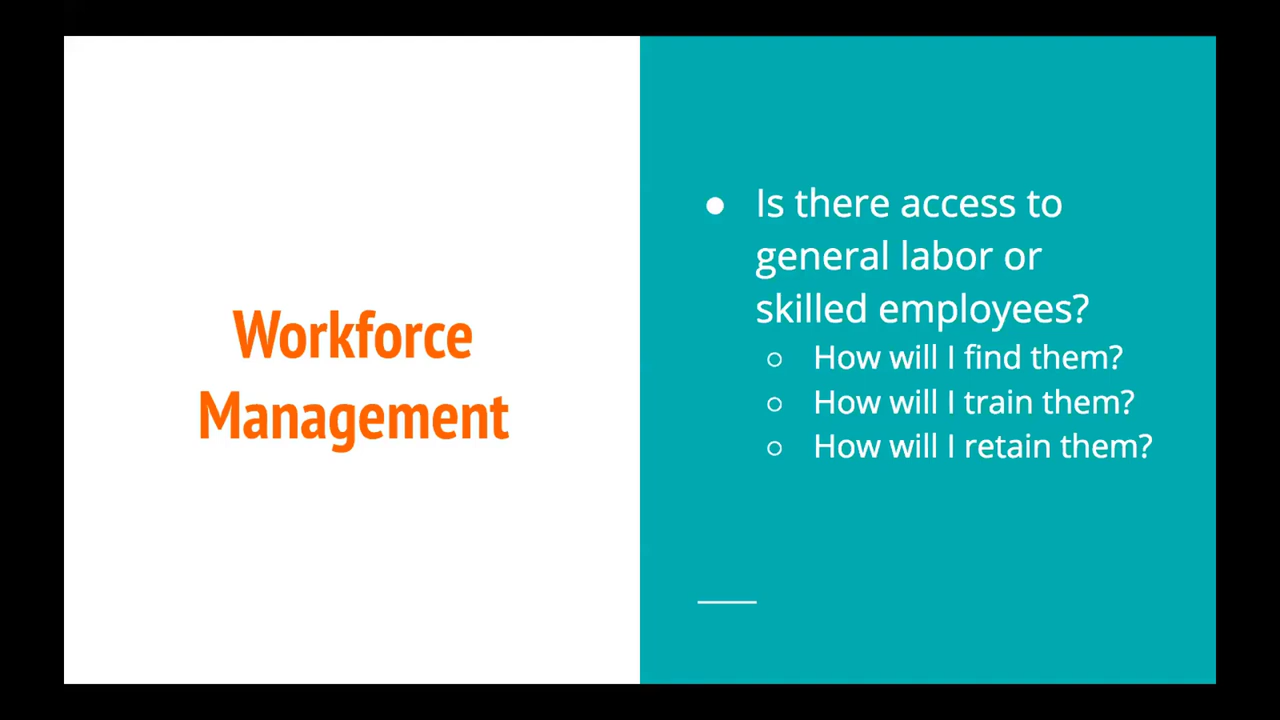 Workforce
Management
● Is there access to
general labor or
skilled employees?
○ How will I find them?
○ How will I train them?
○ How will I retain them?